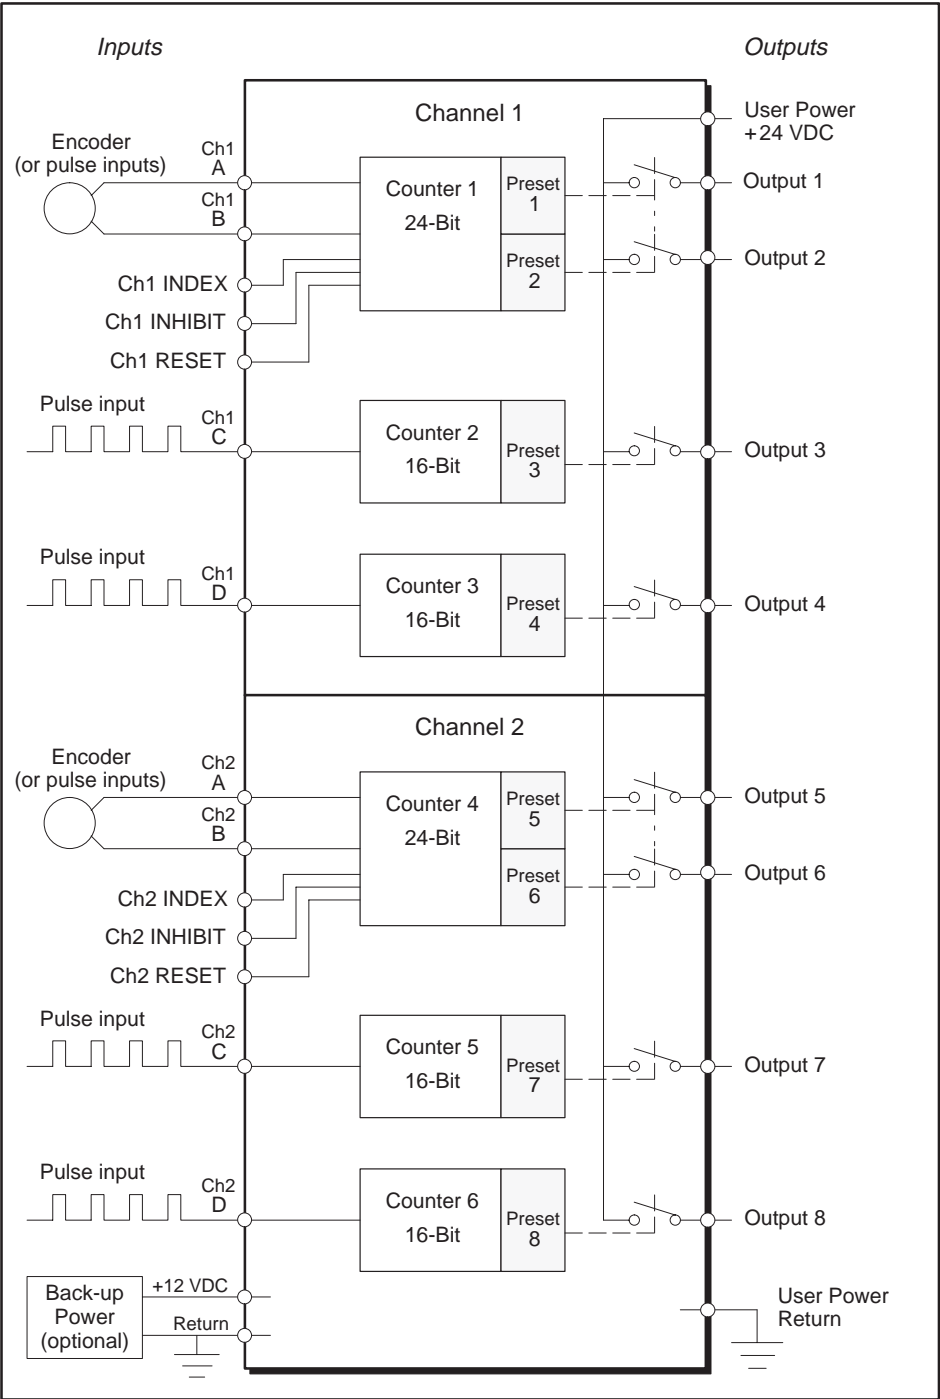 Inputs
Outputs
Channel 1
User Power
+24 VDC
Encoder
(or pulse inputs)
Ch1
A
Ch1
B
Counter 1
24-Bit
Preset
1
Preset
2
Output 1
Output 2
Ch1 INDEX
Ch1 INHIBIT
Ch1 RESET
Pulse input
Ch1
C
Counter 2
16-Bit
Preset
3
Output 3
Pulse input
Ch1
D
Counter 3
16-Bit
Preset
4
Output 4
Channel 2
Encoder
(or pulse inputs)
Ch2
A
Ch2
B
Counter 4
24-Bit
Preset
5
Preset
6
Output 5
Output 6
Ch2 INDEX
Ch2 INHIBIT
Ch2 RESET
Pulse input
Ch2
C
Counter 5
16-Bit
Preset
7
Output 7
Pulse input
Ch2
D
Counter 6
16-Bit
Preset
8
Output 8
Back-up
Power
(optional)
+12 VDC
Return
User Power
Return